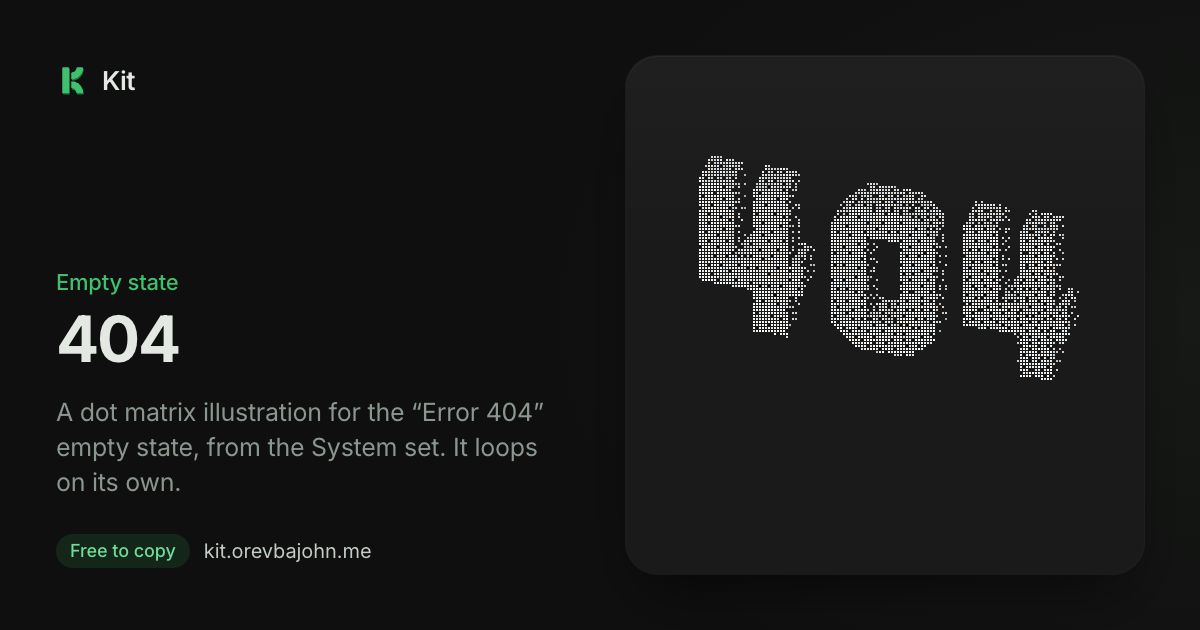 Kit
Empty state
404
A dot matrix illustration for the “Error 404”
empty state, from the System set. It loops
on its own.
Free to copy
kit.orevbajohn.me
404